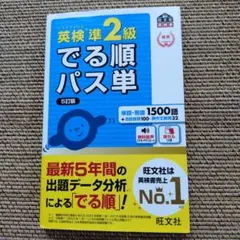 英検準2級
でる順
パス単
5訂版
単語・熟語1500語
最新5年間の
出題データ分析
による「でる順」!
旺文社は
英検書売上
No.1
旺文社